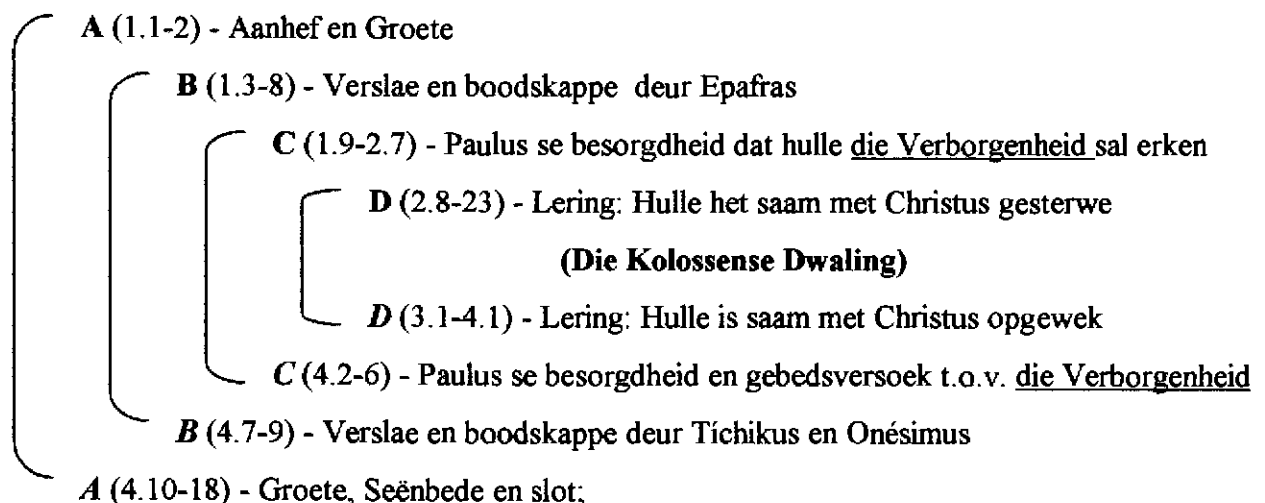 A (1.1-2) - Aanhef en Groete
B (1.3-8) - Verslae en boodskappe deur Epafras
C (1.9-2.7) - Paulus se besorgdheid dat hulle die Verborgenheid sal erken
D (2.8-23) - Lering: Hulle het saam met Christus gesterwe
(Die Kolossense Dwaling)
D (3.1-4.1) - Lering: Hulle is saam met Christus opgewek
C (4.2-6) - Paulus se besorgdheid en gebedsversoek t.o.v. die Verborgenheid
B (4.7-9) - Verslae en boodskappe deur Tíchikus en Onésimus
A (4.10-18) - Groete, Seënbede en slot;